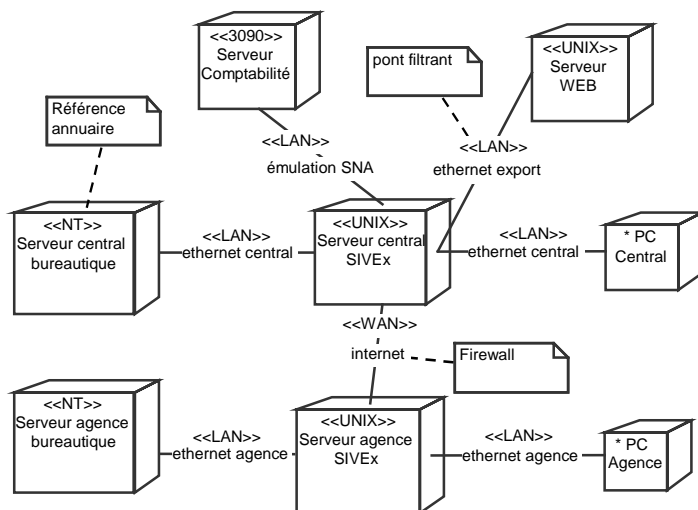 <<3090>>
Serveur
Comptabilité
pont filtrant
<<UNIX>>
Serveur
WEB
Référence
annuaire
<<LAN>>
émulation SNA
<<LAN>>
ethernet export
<<NT>>
Serveur central
bureautique
<<LAN>>
ethernet central
<<UNIX>>
Serveur central
SIVEx
<<LAN>>
ethernet central
* PC
Central
<<WAN>>
internet
Firewall
<<NT>>
Serveur agence
bureautique
<<LAN>>
ethernet agence
<<UNIX>>
Serveur agence
SIVEx
<<LAN>>
ethernet agence
* PC
Agence